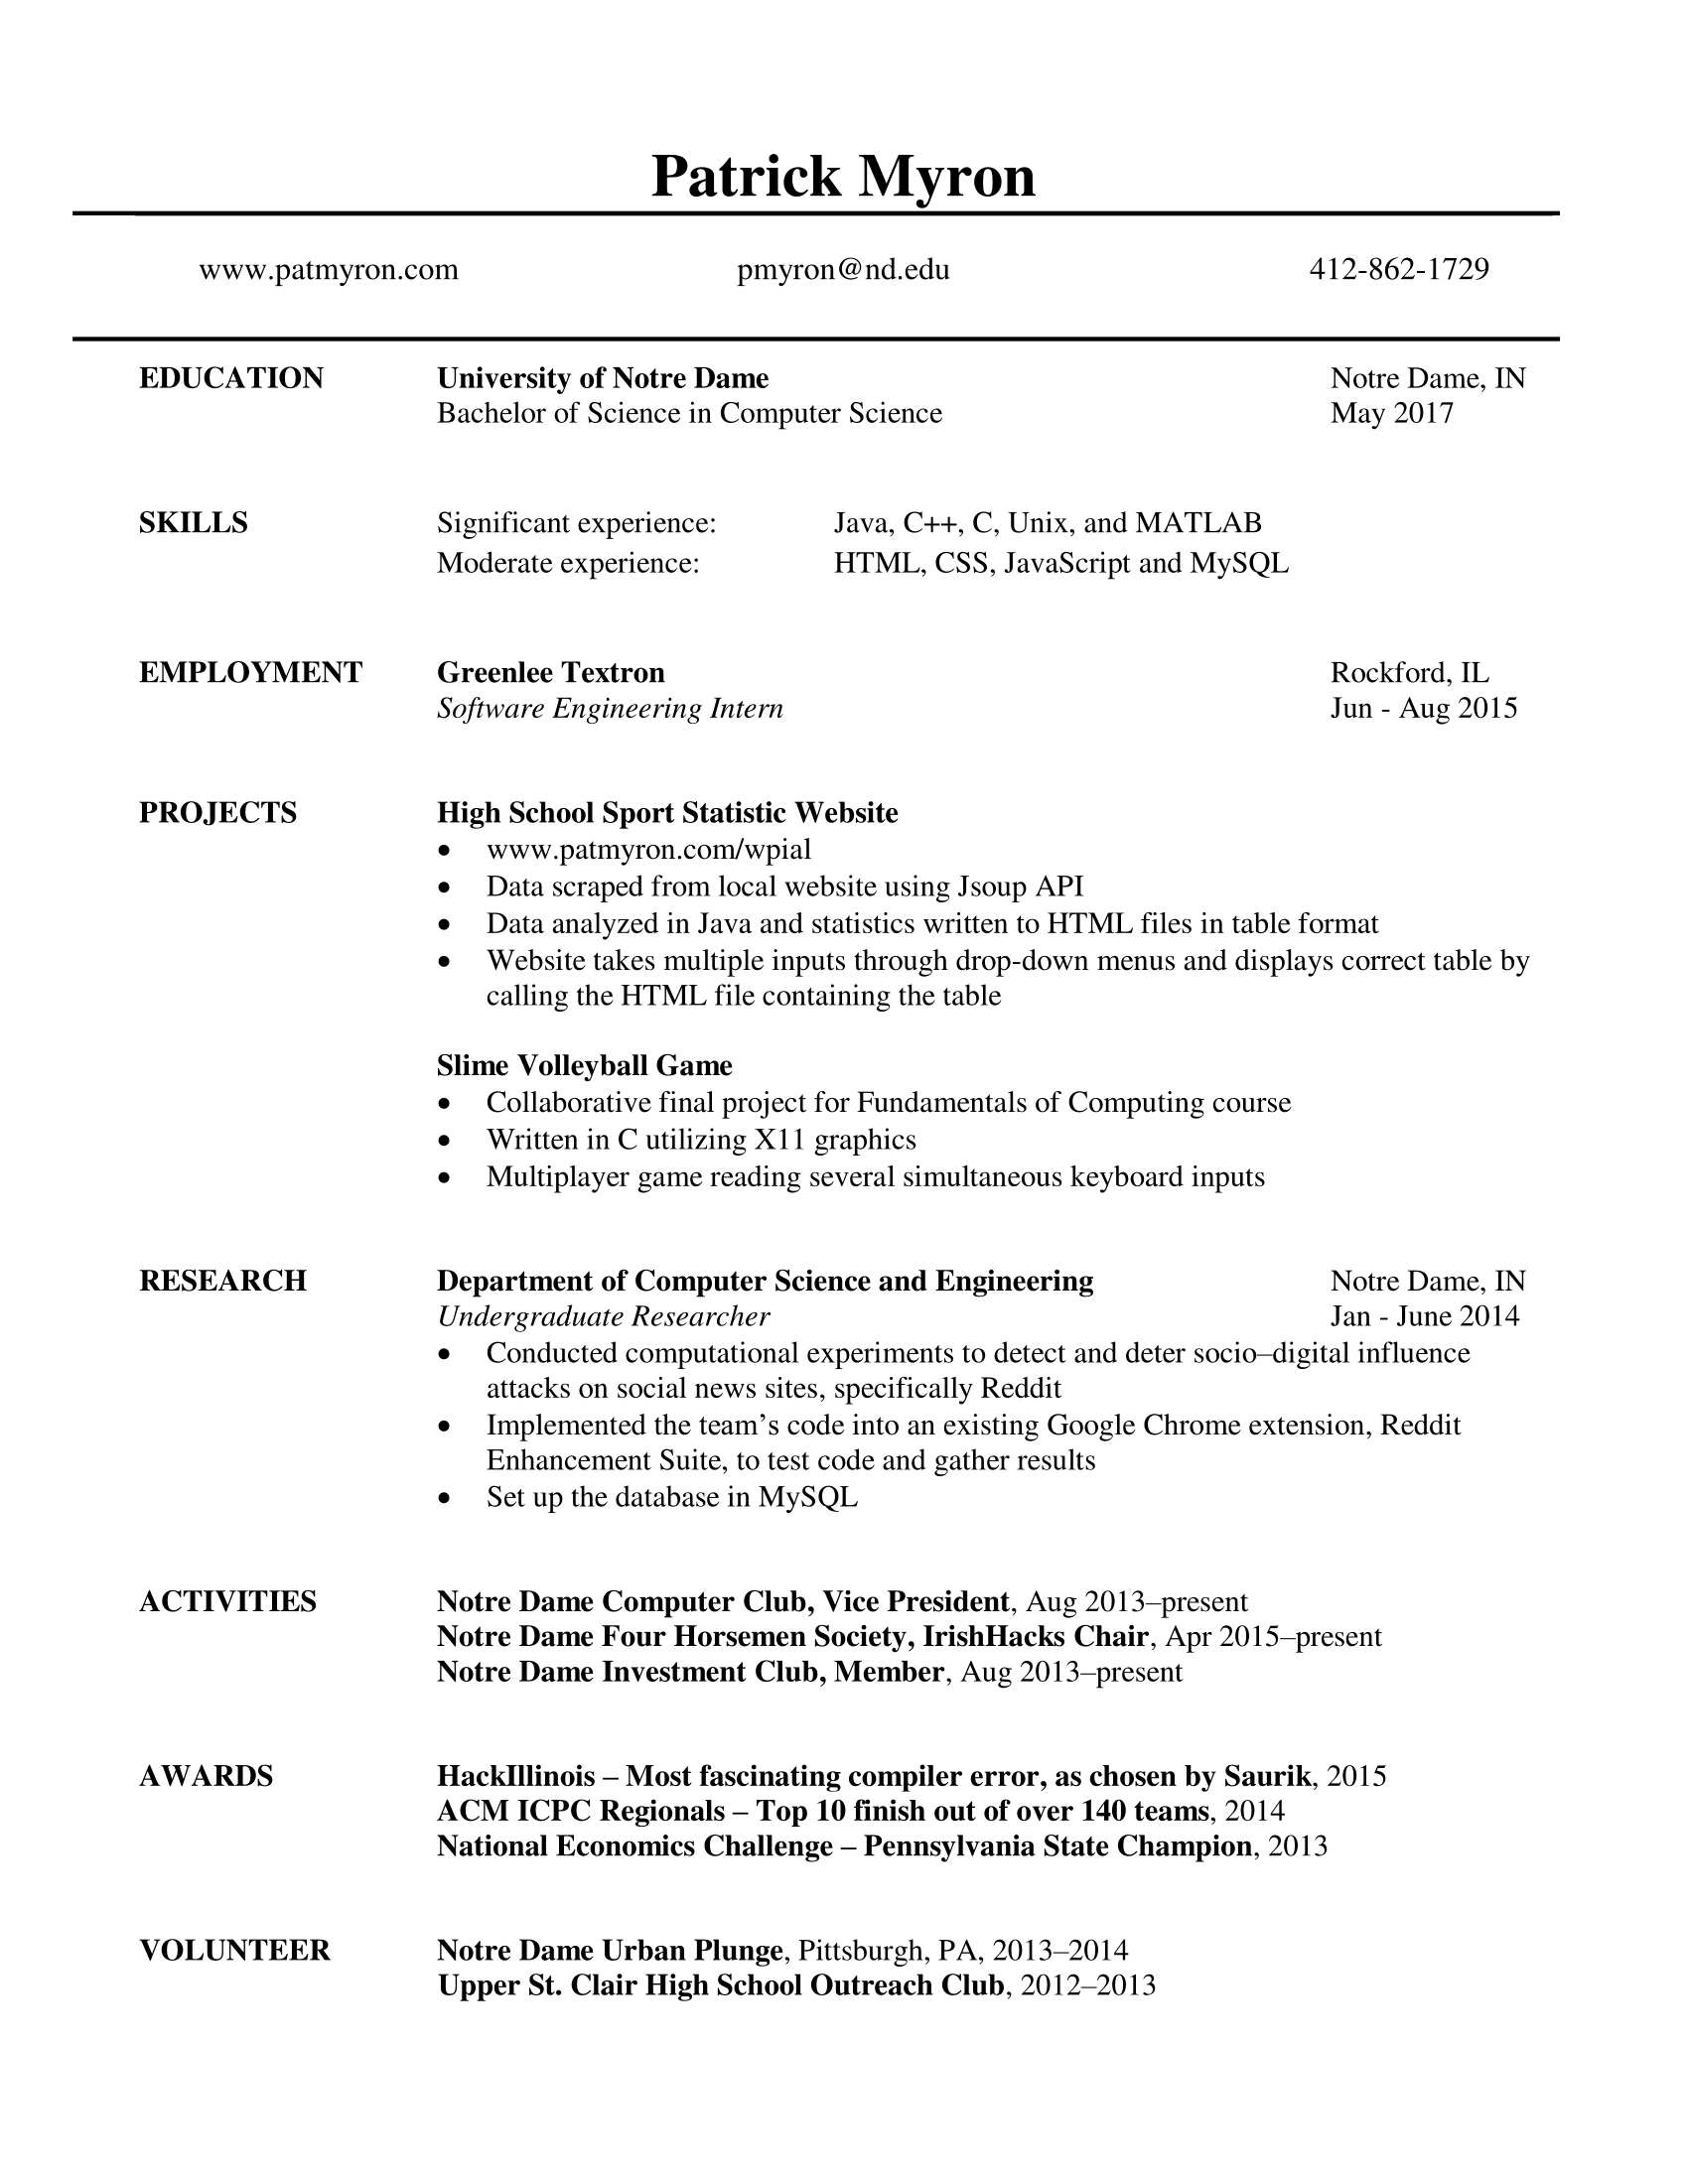 Patrick Myron
www.patmyron.com pmyron@nd.edu 412-862-1729
EDUCATION University of Notre Dame Notre Dame, IN
Bachelor of Science in Computer Science May 2017
SKILLS Significant experience: Java, C++, C, Unix, and MATLAB
Moderate experience: HTML, CSS, JavaScript and MySQL
EMPLOYMENT Greenlee Textron Rockford, IL
Software Engineering Intern Jun - Aug 2015
PROJECTS High School Sport Statistic Website
• www.patmyron.com/wpial
• Data scraped from local website using Jsoup API
• Data analyzed in Java and statistics written to HTML files in table format
• Website takes multiple inputs through drop-down menus and displays correct table by
calling the HTML file containing the table
Slime Volleyball Game
• Collaborative final project for Fundamentals of Computing course
• Written in C utilizing X11 graphics
• Multiplayer game reading several simultaneous keyboard inputs
RESEARCH Department of Computer Science and Engineering Notre Dame, IN
Undergraduate Researcher Jan - June 2014
• Conducted computational experiments to detect and deter socio–digital influence
attacks on social news sites, specifically Reddit
• Implemented the team’s code into an existing Google Chrome extension, Reddit
Enhancement Suite, to test code and gather results
• Set up the database in MySQL
ACTIVITIES Notre Dame Computer Club, Vice President, Aug 2013–present
Notre Dame Four Horsemen Society, IrishHacks Chair, Apr 2015–present
Notre Dame Investment Club, Member, Aug 2013–present
AWARDS HackIllinois – Most fascinating compiler error, as chosen by Saurik, 2015
ACM ICPC Regionals – Top 10 finish out of over 140 teams, 2014
National Economics Challenge – Pennsylvania State Champion, 2013
VOLUNTEER Notre Dame Urban Plunge, Pittsburgh, PA, 2013–2014
Upper St. Clair High School Outreach Club, 2012–2013